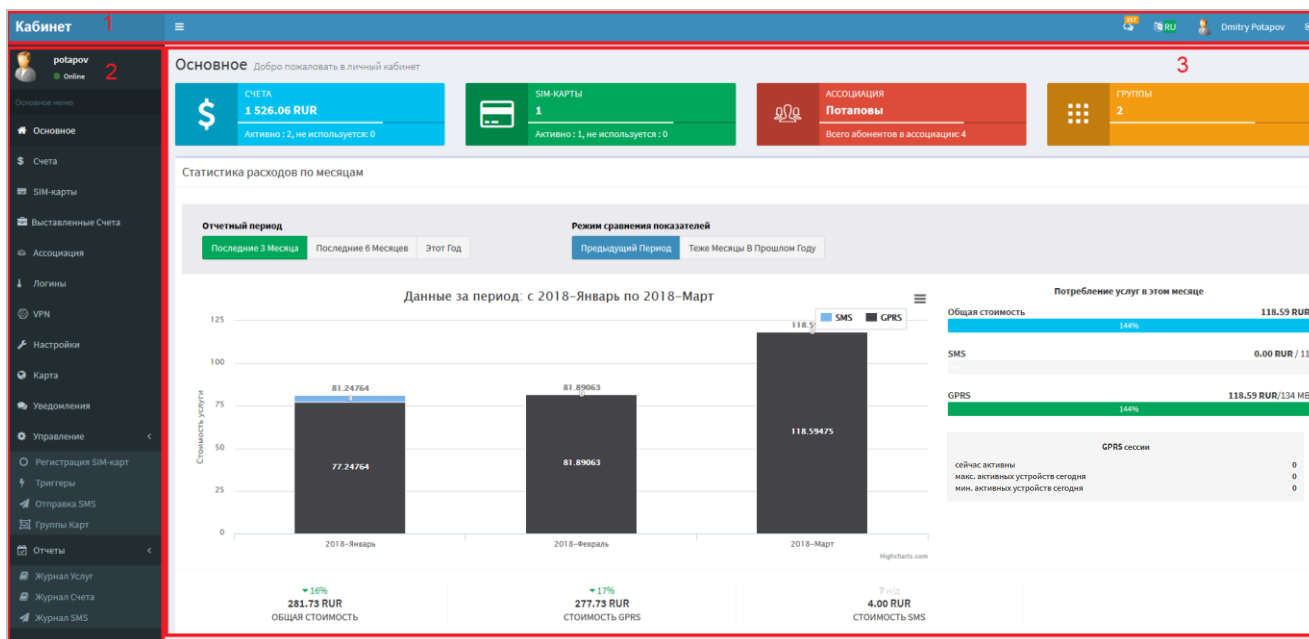 Кабинет
1
RU
Dmitry Potapov
potapov
Online
2
Основное меню
Основное
Счета
SIM-карты
Выставленные Счета
Ассоциация
Логины
VPN
Настройки
Карта
Уведомления
Управление
Регистрация SIM-карт
Триггеры
Отправка SMS
Группы Карт
Отчеты
Журнал Услуг
Журнал Счета
Журнал SMS
Основное Добро пожаловать в личный кабинет
3
СЧЕТА
1 526.06 RUR
Активно : 2, не используется: 0
SIM-КАРТЫ
1
Активно : 1, не используется : 0
АССОЦИАЦИЯ
Потаповы
Всего абонентов в ассоциации: 4
ГРУППЫ
2
Статистика расходов по месяцам
Отчетный период
Последние 3 Месяца Последние 6 Месяцев Этот Год
Режим сравнения показателей
Предыдущий Период Теже Месяцы В Прошлом Году
Данные за период: с 2018-Январь по 2018-Март
SMS GPRS
Стоимость услуги
125
100
75
50
25
0
81.24764
4
77.24764
81.89063
0
81.89063
118.5
118.59475
2018-Январь 2018-Февраль 2018-Март
Highcharts.com
Потребление услуг в этом месяце
Общая стоимость 118.59 RUR
144%
SMS 0.00 RUR / 11
GPRS 118.59 RUR/134 MB
144%
GPRS сессии
сейчас активны 0
макс. активных устройств сегодня 0
мин. активных устройств сегодня 0
16%
281.73 RUR
ОБЩАЯ СТОИМОСТЬ
17%
277.73 RUR
СТОИМОСТЬ GPRS
? н/д
4.00 RUR
СТОИМОСТЬ SMS